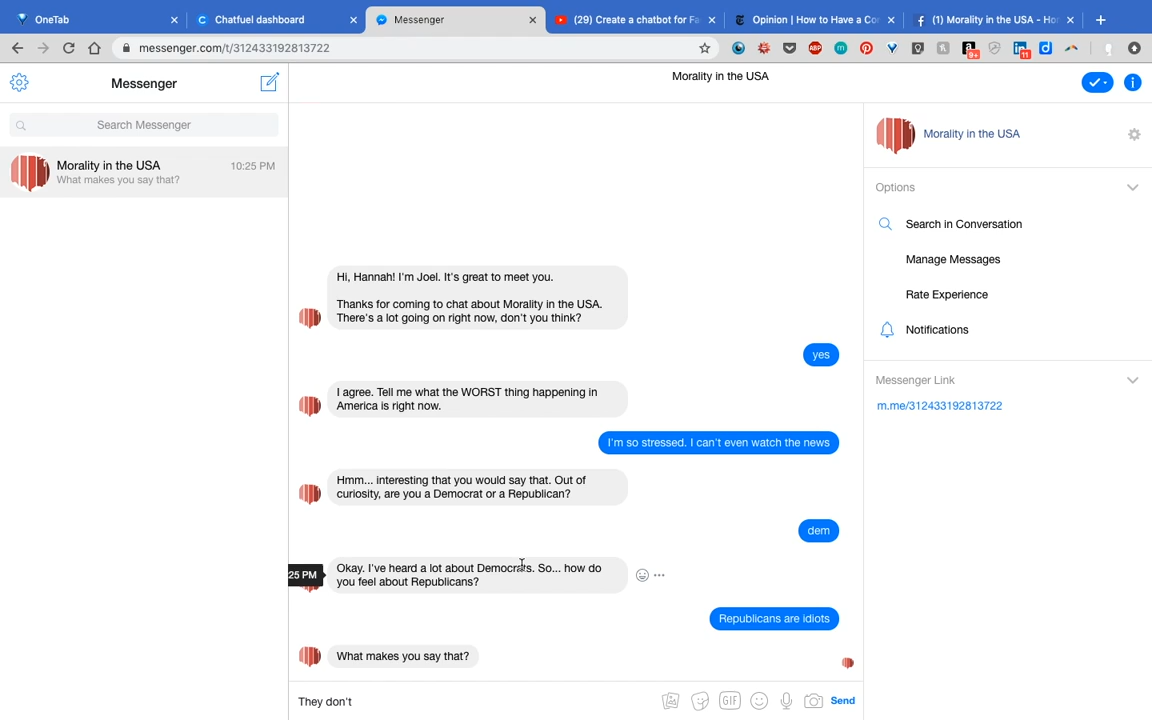 OneTab
Chatfuel dashboard
Messenger
(29) Create a chatbot for Fa
Opinion | How to Have a Co
(1) Morality in the USA - Ho
messenger.com/t/312433192813722
ABP
9+
11
Messenger
Morality in the USA
Search Messenger
Morality in the USA
10:25 PM
What makes you say that?
Hi, Hannah! I'm Joel. It's great to meet you.
Thanks for coming to chat about Morality in the USA.
There's a lot going on right now, don't you think?
yes
I agree. Tell me what the WORST thing happening in
America is right now.
I'm so stressed. I can't even watch the news
Hmm... interesting that you would say that. Out of
curiosity, are you a Democrat or a Republican?
dem
25 PM
Okay. I've heard a lot about Democrats. So... how do
you feel about Republicans?
Republicans are idiots
What makes you say that?
They don't
GIF
Send
Morality in the USA
Options
Search in Conversation
Manage Messages
Rate Experience
Notifications
Messenger Link
m.me/312433192813722